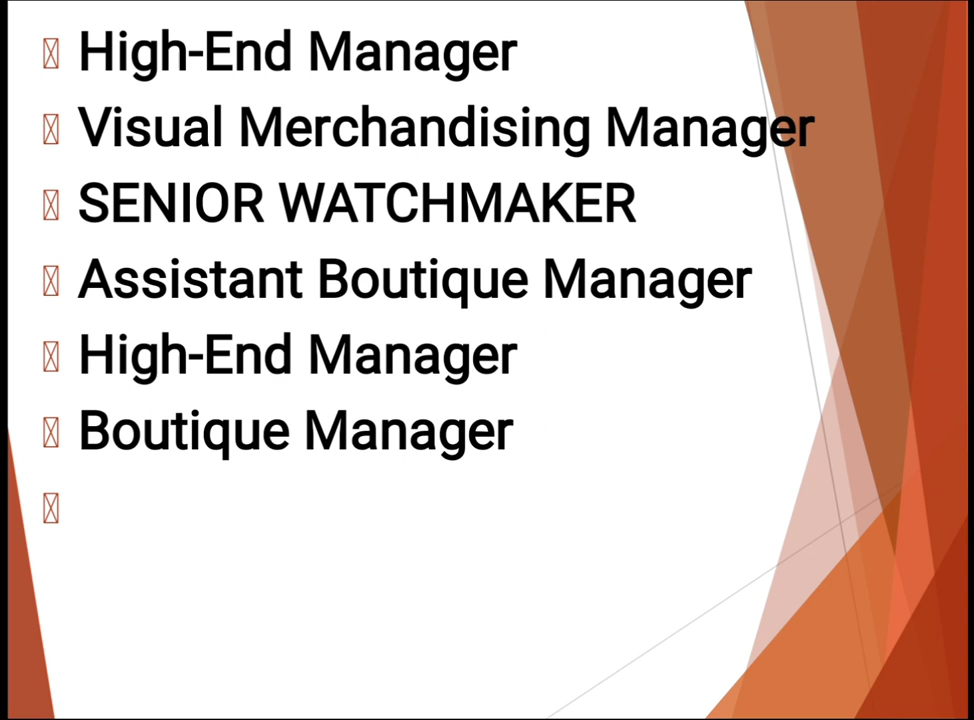 High-End Manager
Visual Merchandising Manager
SENIOR WATCHMAKER
Assistant Boutique Manager
High-End Manager
Boutique Manager